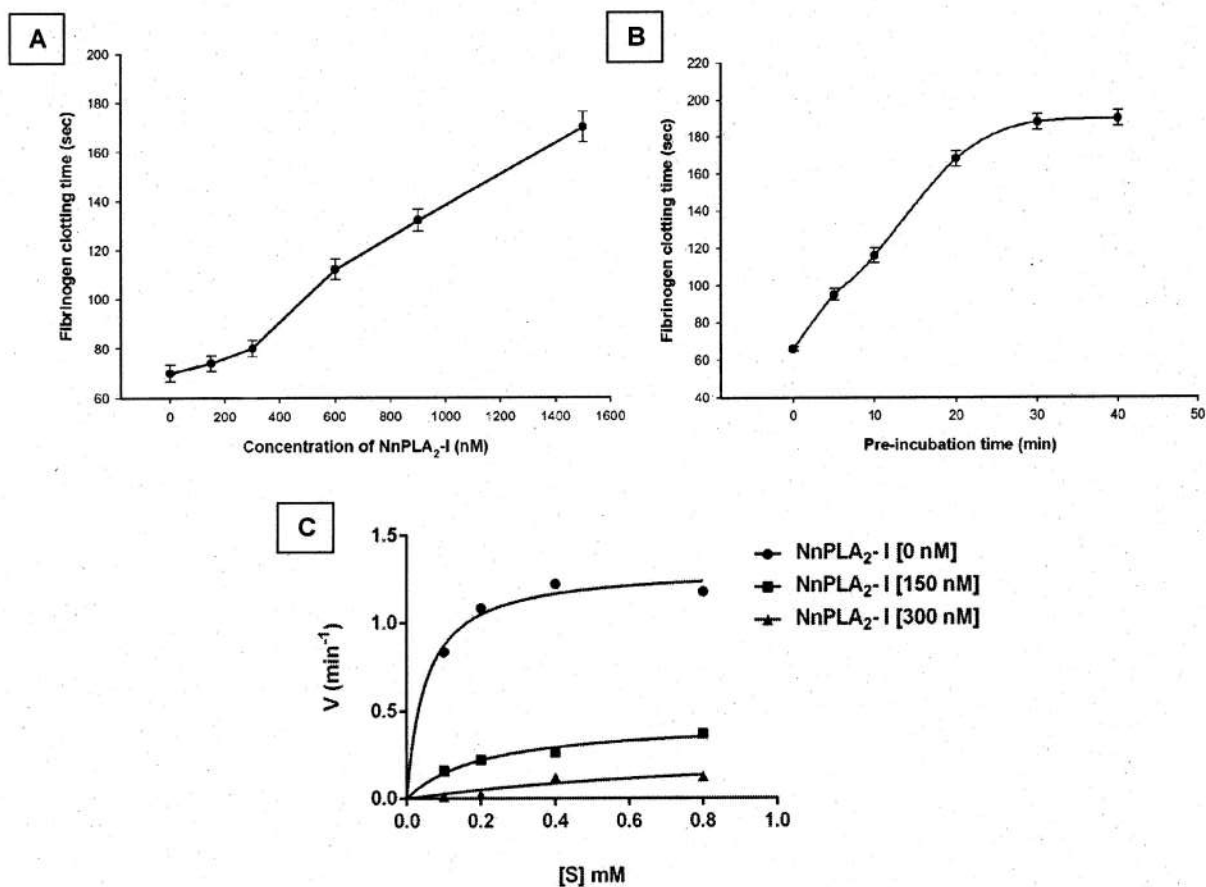 A
Fibrinogen clotting time (sec)
200
180
160
140
120
100
80
60
0 200 400 600 800 1000 1200 1400 1600
Concentration of NnPLA₂-I (nM)
B
Fibrinogen clotting time (sec)
220
200
180
160
140
120
100
80
60
40
0 10 20 30 40 50
Pre-incubation time (min)
C
V (min⁻¹)
1.5
1.0
0.5
0.0
0.0 0.2 0.4 0.6 0.8 1.0
[S] mM
NnPLA₂- I [0 nM]
NnPLA₂- I [150 nM]
NnPLA₂- I [300 nM]